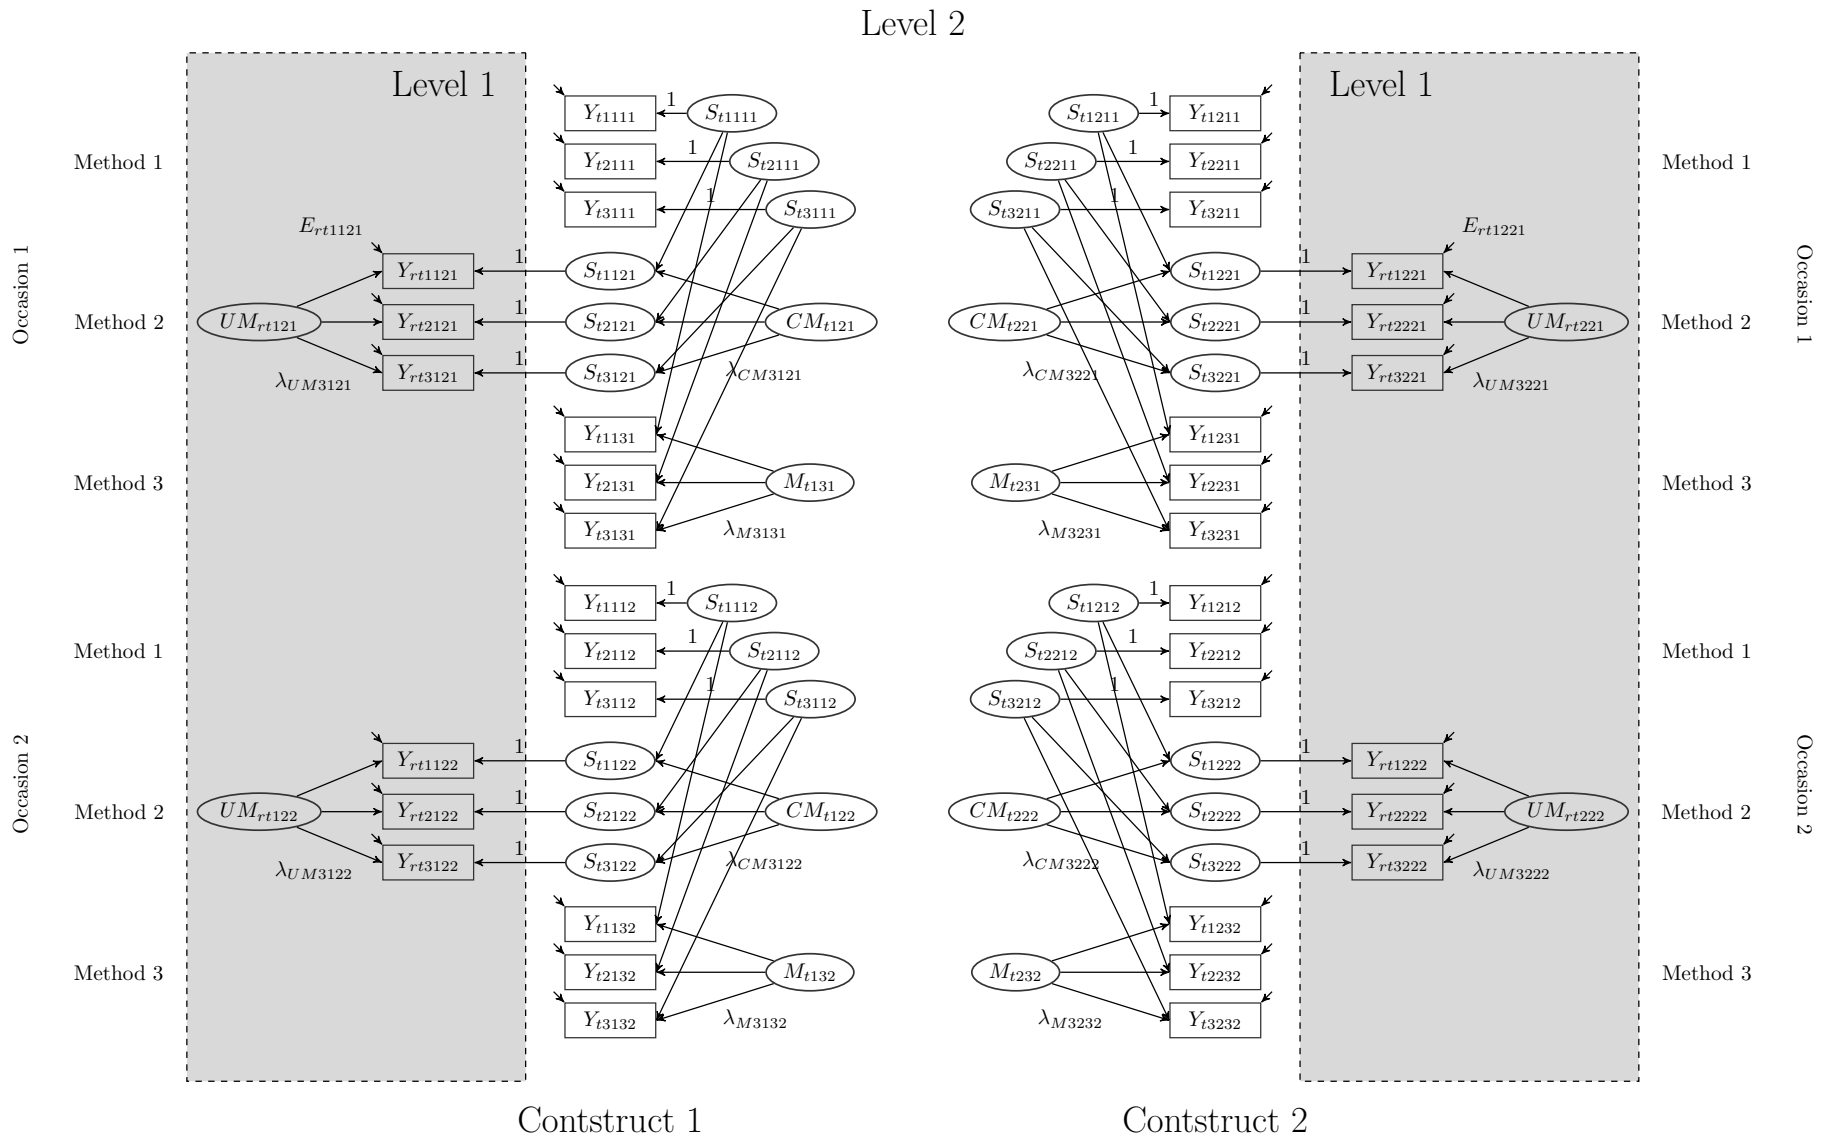 Level 2
Level 1
Level 1
1
1
Y_{t1111}
S_{t1111}
S_{t1211}
Y_{t1211}
1
1
Method 1
Y_{t2111}
S_{t2111}
S_{t2211}
Y_{t2211}
Method 1
1
1
Y_{t3111}
S_{t3111}
S_{t3211}
Y_{t3211}
E_{rt1121}
E_{rt1221}
1
1
Y_{rt1121}
S_{t1121}
S_{t1221}
Y_{rt1221}
Occasion 1
Occasion 1
1
1
Method 2
UM_{rt121}
Y_{rt2121}
S_{t2121}
CM_{t121}
CM_{t221}
S_{t2221}
Y_{rt2221}
UM_{rt221}
Method 2
1
1
Y_{rt3121}
S_{t3121}
λ_{CM3121}
λ_{CM3221}
S_{t3221}
Y_{rt3221}
λ_{UM3121}
λ_{UM3221}
Y_{t1131}
Y_{t1231}
Method 3
Y_{t2131}
M_{t131}
M_{t231}
Y_{t2231}
Method 3
Y_{t3131}
λ_{M3131}
λ_{M3231}
Y_{t3231}
1
1
Y_{t1112}
S_{t1112}
S_{t1212}
Y_{t1212}
1
1
Method 1
Y_{t2112}
S_{t2112}
S_{t2212}
Y_{t2212}
Method 1
1
1
Y_{t3112}
S_{t3112}
S_{t3212}
Y_{t3212}
1
1
Y_{rt1122}
S_{t1122}
S_{t1222}
Y_{rt1222}
Occasion 2
Occasion 2
1
1
Method 2
UM_{rt122}
Y_{rt2122}
S_{t2122}
CM_{t122}
CM_{t222}
S_{t2222}
Y_{rt2222}
UM_{rt222}
Method 2
1
1
Y_{rt3122}
S_{t3122}
λ_{CM3122}
λ_{CM3222}
S_{t3222}
Y_{rt3222}
λ_{UM3122}
λ_{UM3222}
Y_{t1132}
Y_{t1232}
Method 3
Y_{t2132}
M_{t132}
M_{t232}
Y_{t2232}
Method 3
Y_{t3132}
λ_{M3132}
λ_{M3232}
Y_{t3232}
Contstruct 1
Contstruct 2